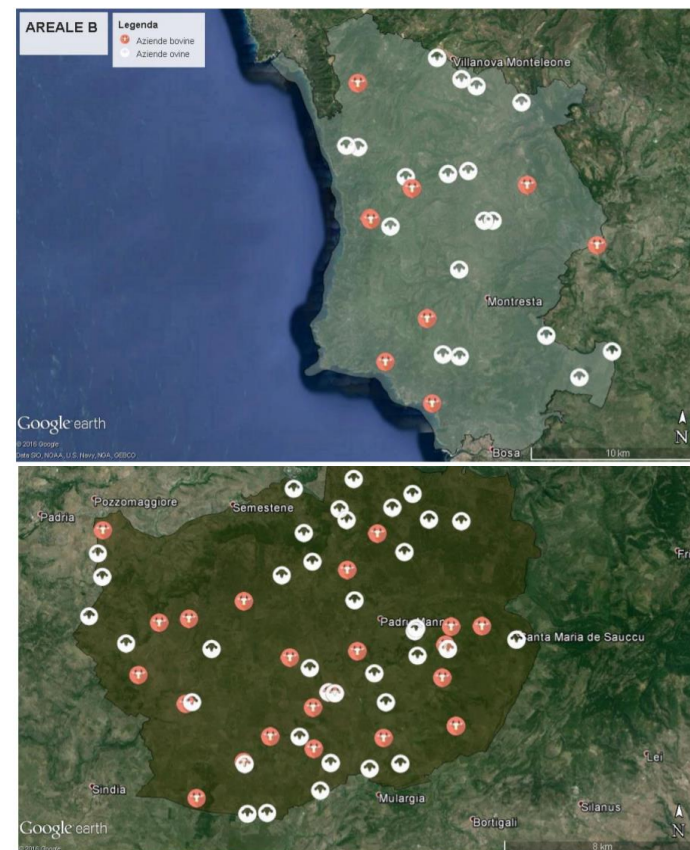 AREALE B
Legenda
Aziende bovine
Aziende ovine
Villanova Monteleone
Montresta
Google earth
© 2016 Google
Data SIO, NOAA, U.S. Navy, NGA, GEBCO
Bosa
10 km
N
Pozzomaggiore
Padria
Semestene
Santa Maria de Sauccu
Lei
Sindia
Mulargia
Silanus
Bortigali
Google earth
©2016 Google
8 km
N